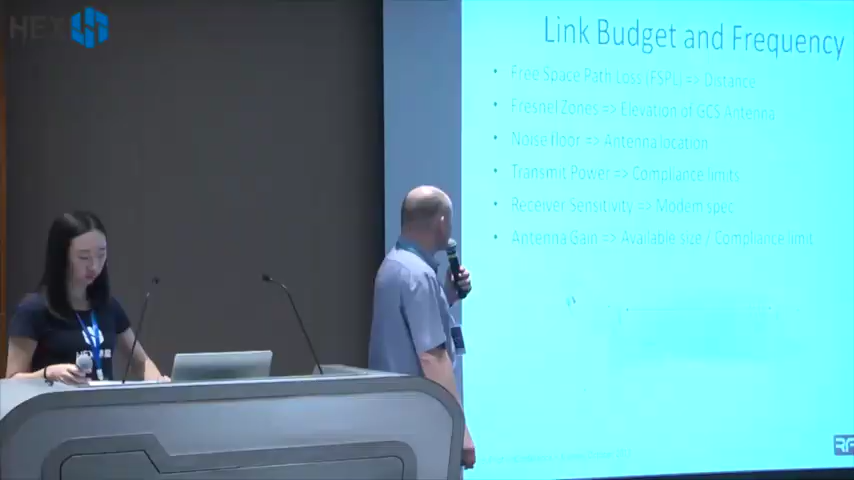 HEX
Link Budget and Frequency
• Free Space Path Loss (FSPL) => Distance
• Fresnel Zones => Elevation of GCS Antenna
• Noise floor => Antenna location
• Transmit Power => Compliance limits
• Receiver Sensitivity => Modem spec
• Antenna Gain => Available size / Compliance limit
RF